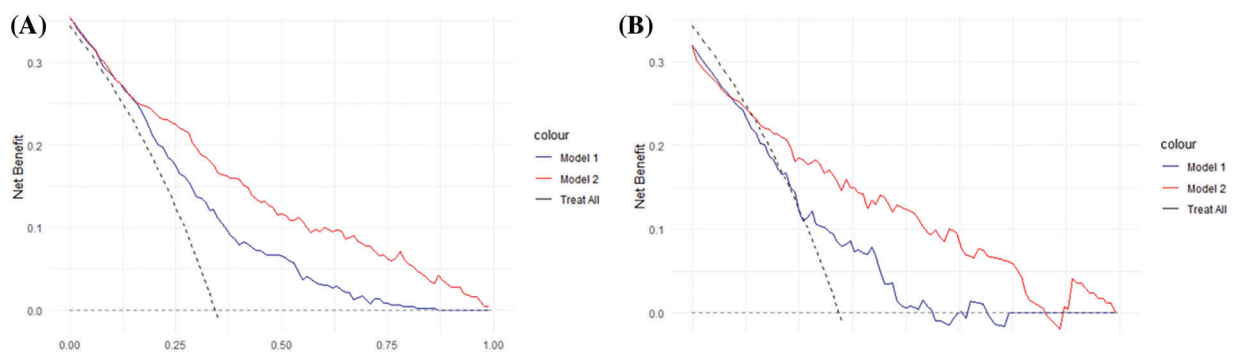 (A)
Net Benefit
0.3
0.2
0.1
0.0
0.00 0.25 0.50 0.75 1.00
colour
Model 1
Model 2
Treat All
(B)
Net Benefit
0.3
0.2
0.1
0.0
colour
Model 1
Model 2
Treat All